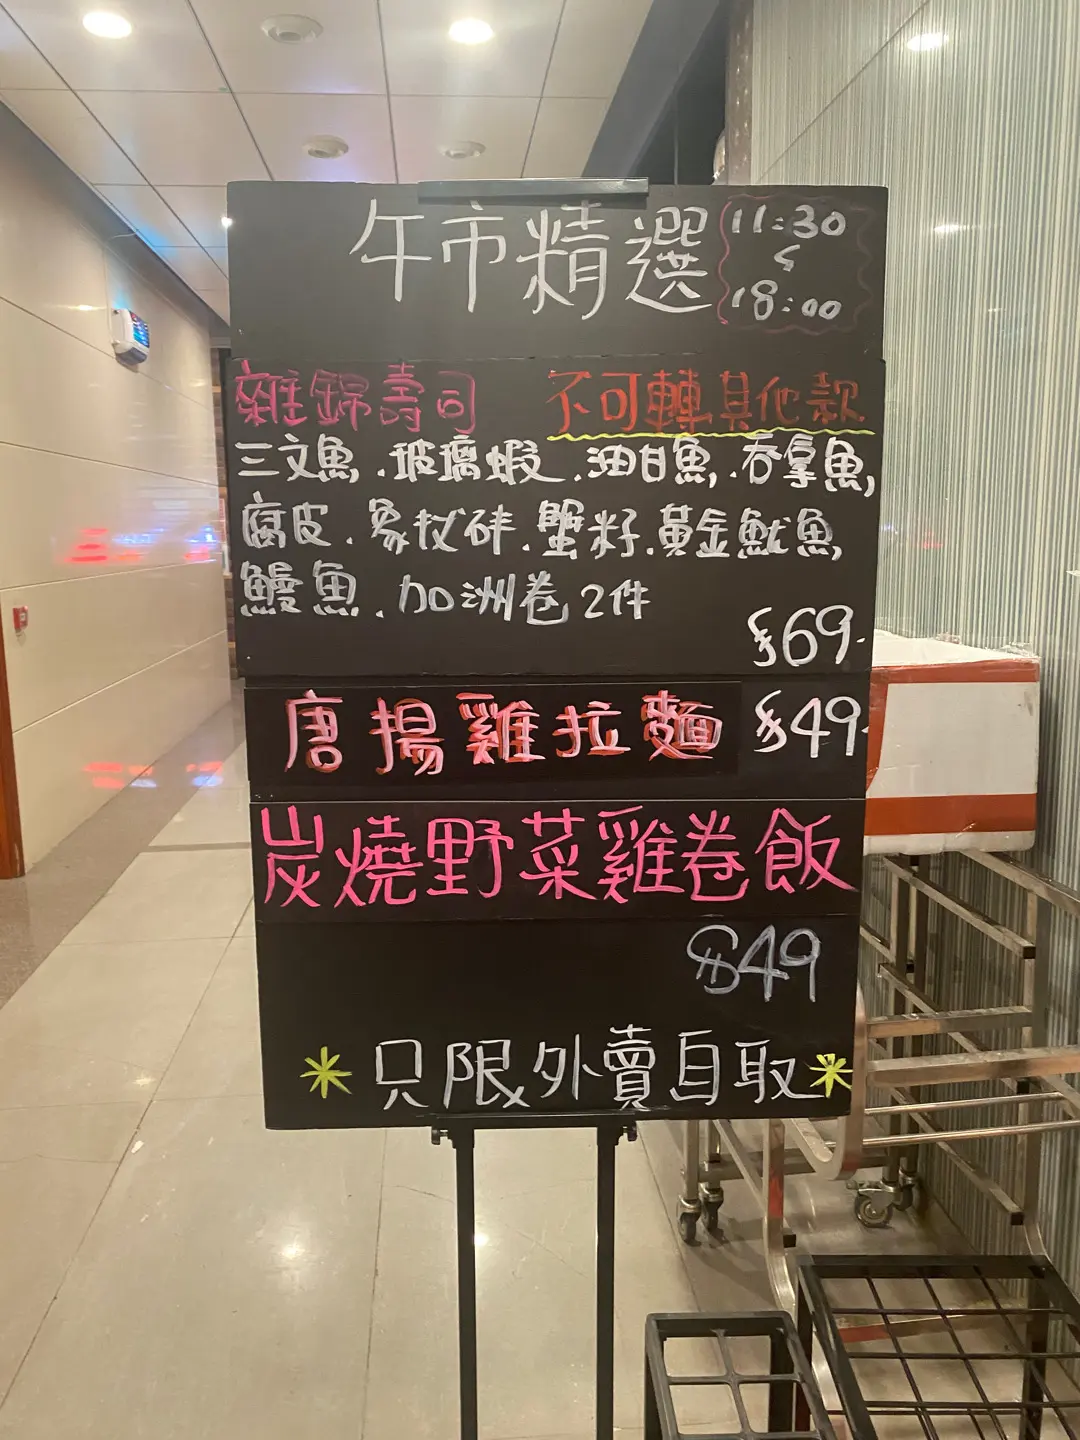 午市精選
11:30
〜
18:00
雜錦壽司 不可轉其他款
三文魚、玻璃蝦、油甘魚、吞拿魚,
腐皮、象拔砗、蟹籽、黃金魷魚,
鰻魚、加洲卷2件
$69.
唐揚雞拉麵 $49.
炭燒野菜雞卷飯
$49
*只限外賣自取*